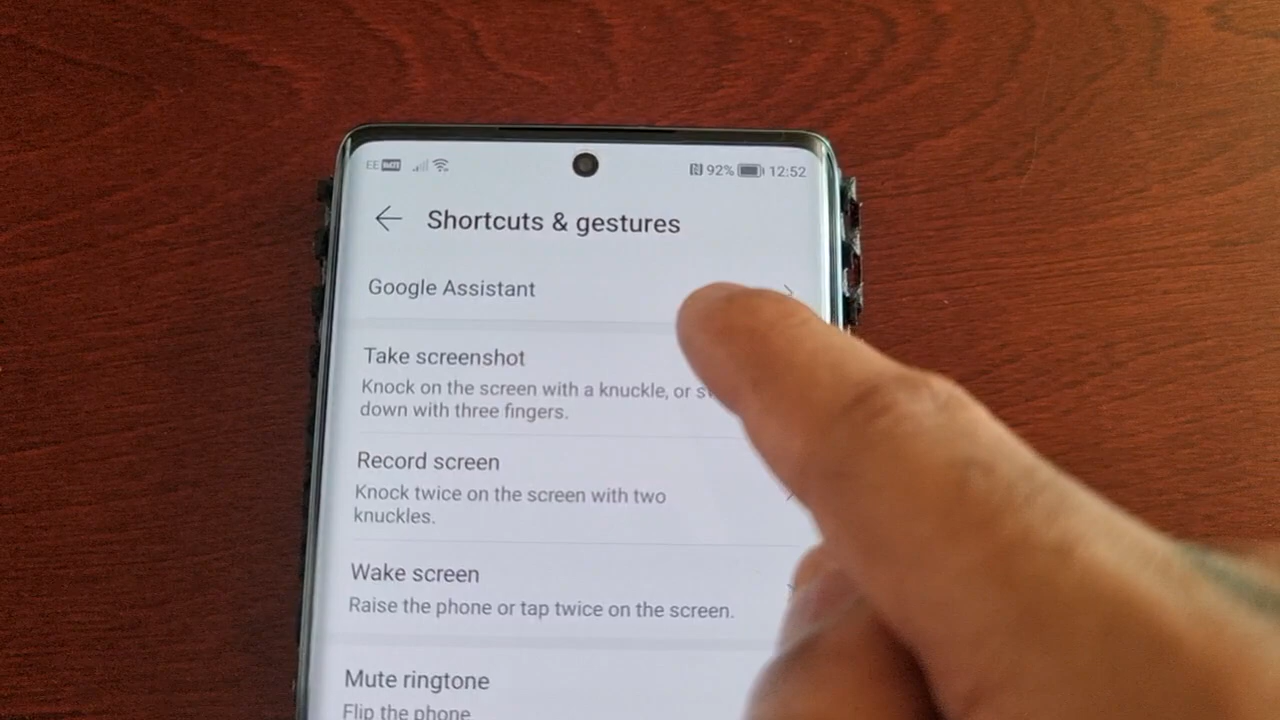 EE VoLTE 92% 12:52
Shortcuts & gestures
Google Assistant
Take screenshot
Knock on the screen with a knuckle, or
down with three fingers.
Record screen
Knock twice on the screen with two
knuckles.
Wake screen
Raise the phone or tap twice on the screen.
Mute ringtone
Flip the phone